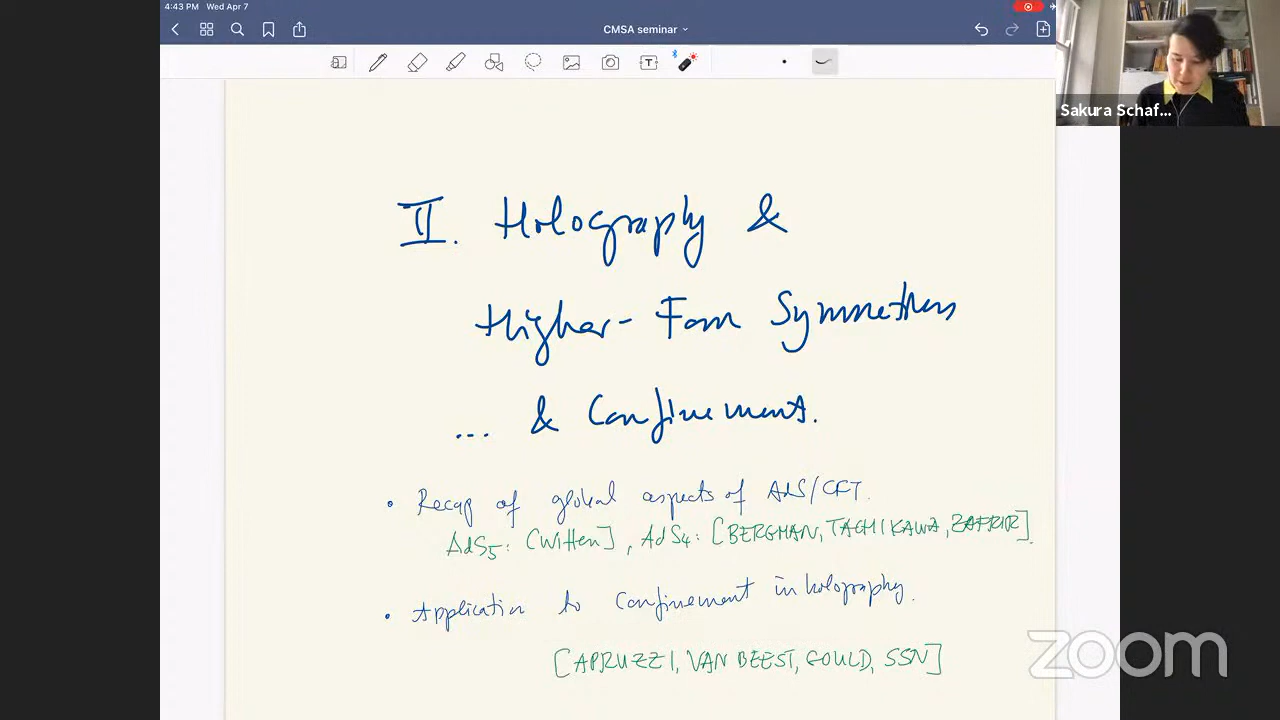 4:43 PM Wed Apr 7
CMSA seminar
T
Sakura Schaf...
II. Holography &
Higher-Form Symmetries
... & Confinement.
• Recap of global aspects of AdS/CFT.
AdS5: [Witten], AdS4: [BERGMAN, TACHIKAWA, ZAFRIR].
• Application to Confinement in holography.
[APRUZZI, VAN BEEST, GOULD, SSN]
zoom